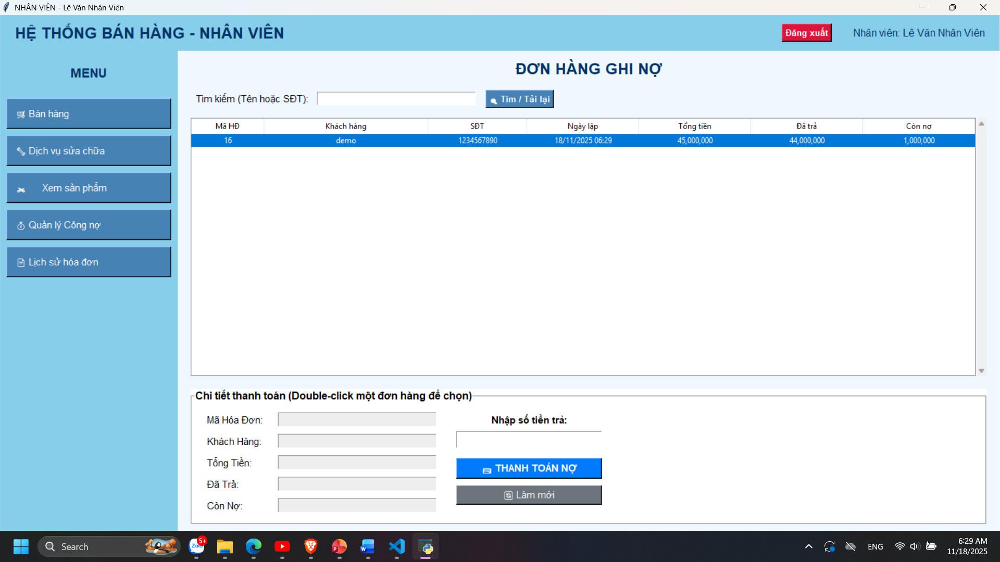 NHÂN VIÊN - Lê Văn Nhân Viên
HỆ THỐNG BÁN HÀNG - NHÂN VIÊN
Đăng xuất
Nhân viên: Lê Văn Nhân Viên
MENU
Bán hàng
Dịch vụ sửa chữa
Xem sản phẩm
Quản lý Công nợ
Lịch sử hóa đơn
ĐƠN HÀNG GHI NỢ
Tìm kiếm (Tên hoặc SĐT):
Tìm / Tải lại
Mã HĐ Khách hàng SĐT Ngày lập Tổng tiền Đã trả Còn nợ
16 demo 1234567890 18/11/2025 06:29 45,000,000 44,000,000 1,000,000
Chi tiết thanh toán (Double-click một đơn hàng để chọn)
Mã Hóa Đơn:
Khách Hàng:
Tổng Tiền:
Đã Trả:
Còn Nợ:
Nhập số tiền trả:
THANH TOÁN NỢ
Làm mới
Search
Zalo
5+
ENG
6:29 AM
11/18/2025